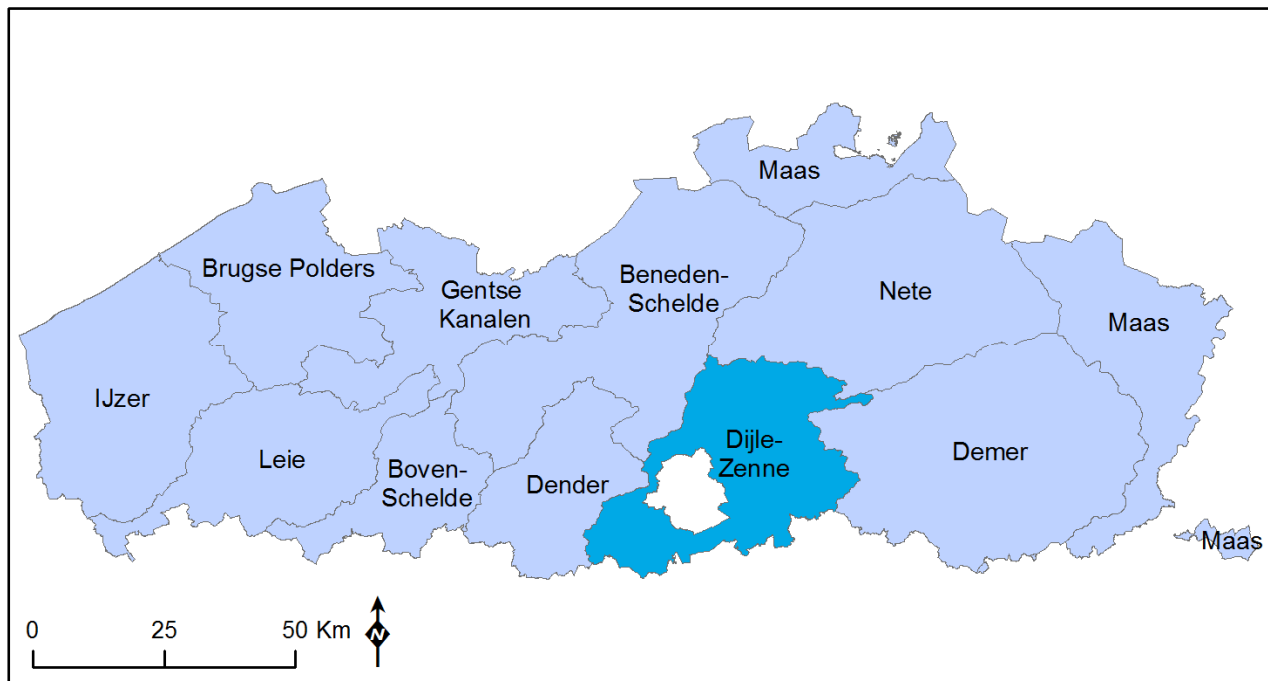 Maas
Brugse Polders
Beneden-
Schelde
Gentse
Kanalen
Nete
Maas
IJzer
Leie
Boven-
Schelde
Dender
Dijle-
Zenne
Demer
Maas
0 25 50 Km
N